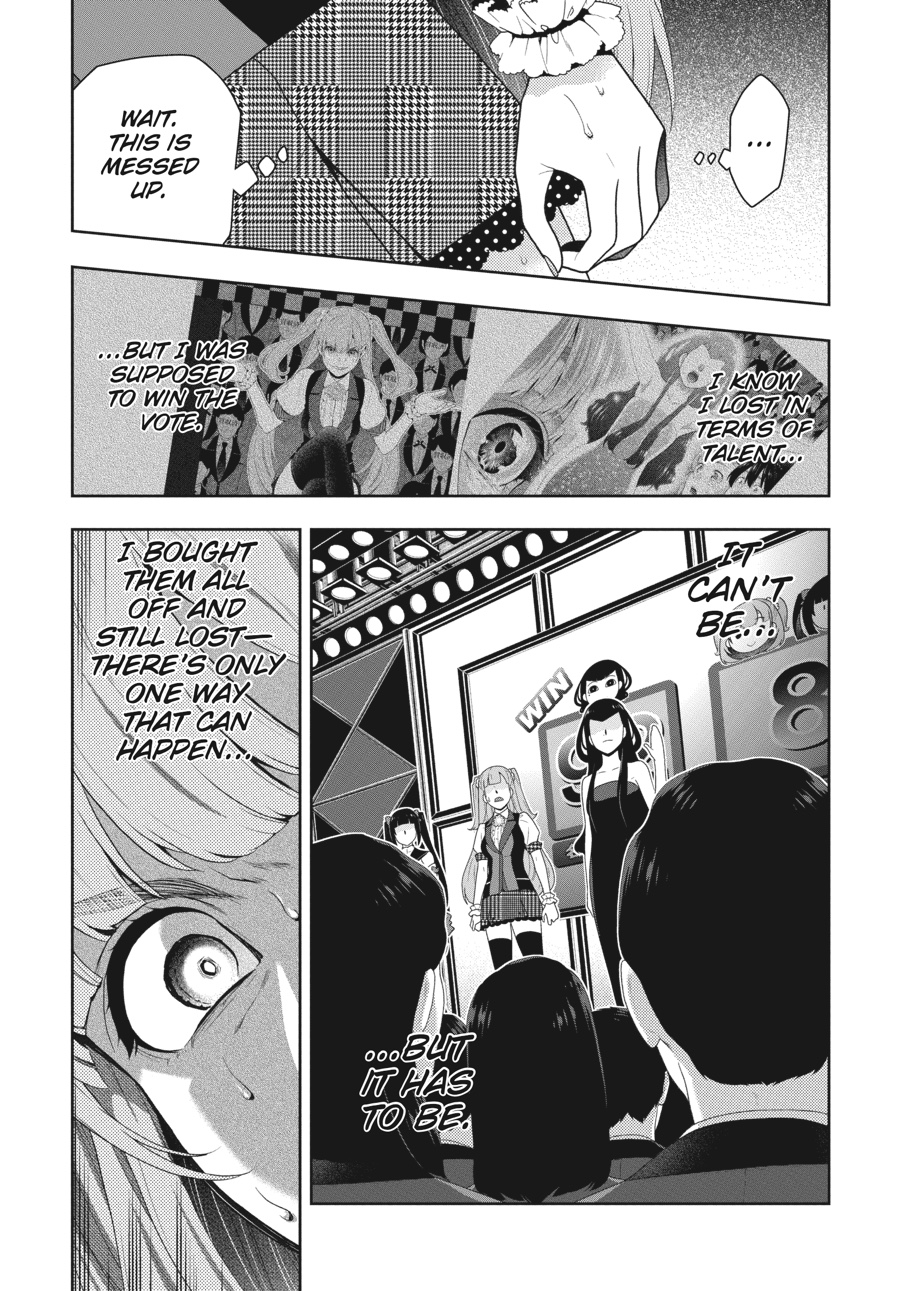 ...
WAIT.
THIS IS
MESSED
UP.
I KNOW
I LOST IN
TERMS OF
TALENT...
...BUT I WAS
SUPPOSED
TO WIN THE
VOTE.
IT
CAN'T
BE...
WIN
8
...BUT
IT HAS
TO BE.
I BOUGHT
THEM ALL
OFF AND
STILL LOST—
THERE'S ONLY
ONE WAY
THAT CAN
HAPPEN...